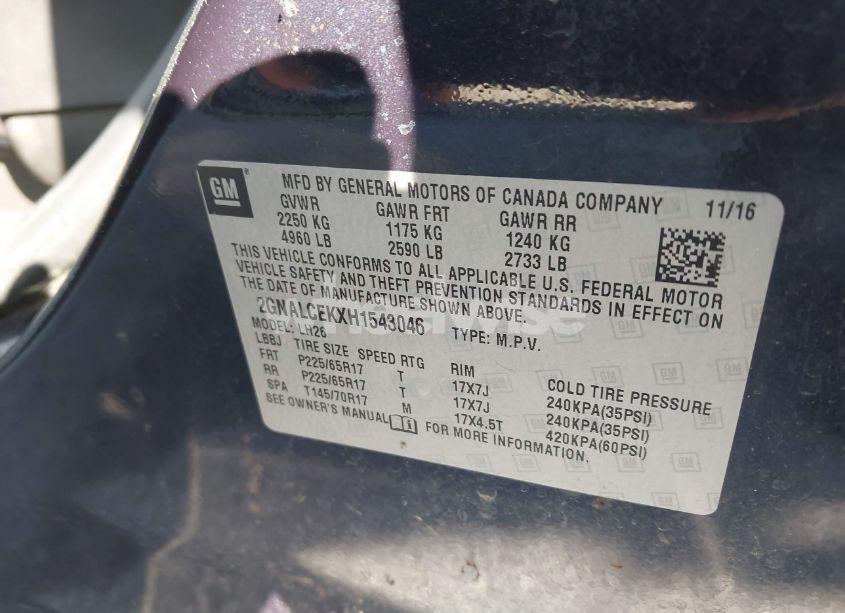 GM
MFD BY GENERAL MOTORS OF CANADA COMPANY 11/16
GVWR GAWR FRT GAWR RR
2250 KG 1175 KG 1240 KG
4960 LB 2590 LB 2733 LB
THIS VEHICLE CONFORMS TO ALL APPLICABLE U.S. FEDERAL MOTOR
VEHICLE SAFETY AND THEFT PREVENTION STANDARDS IN EFFECT ON
THE DATE OF MANUFACTURE SHOWN ABOVE.
2GNALCEKXH1543046 TYPE: M.P.V.
MODEL: LH26
LBBJ TIRE SIZE SPEED RTG RIM COLD TIRE PRESSURE
FRT P225/65R17 T 17X7J 240KPA(35PSI)
RR P225/65R17 T 17X7J 240KPA(35PSI)
SPA T145/70R17 M 17X4.5T 420KPA(60PSI)
SEE OWNER'S MANUAL FOR MORE INFORMATION.